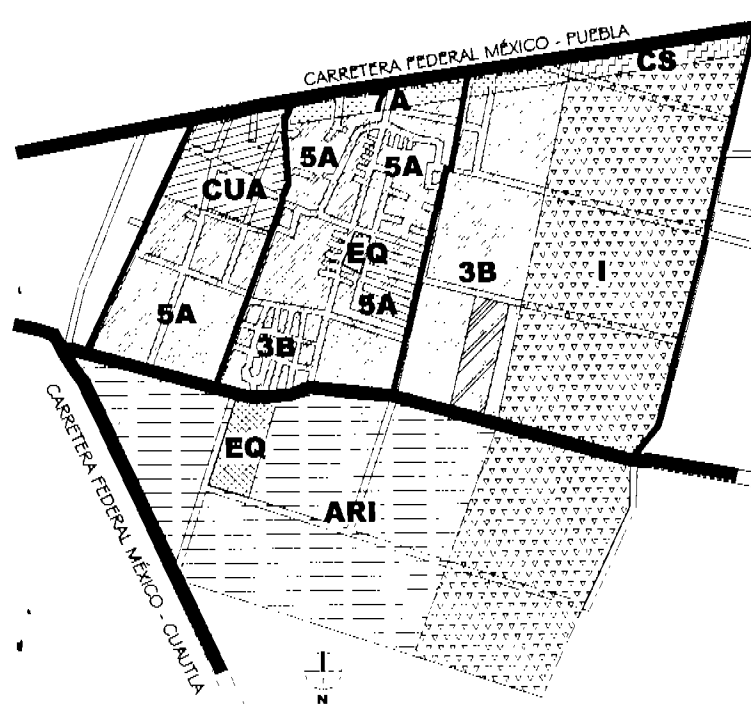 CARRETERA FEDERAL MÉXICO - PUEBLA
CS
7A
5A
5A
CUA
EQ
3B
I
5A
5A
3B
EQ
ARI
CARRETERA FEDERAL MÉXICO - CUAUTLA
N